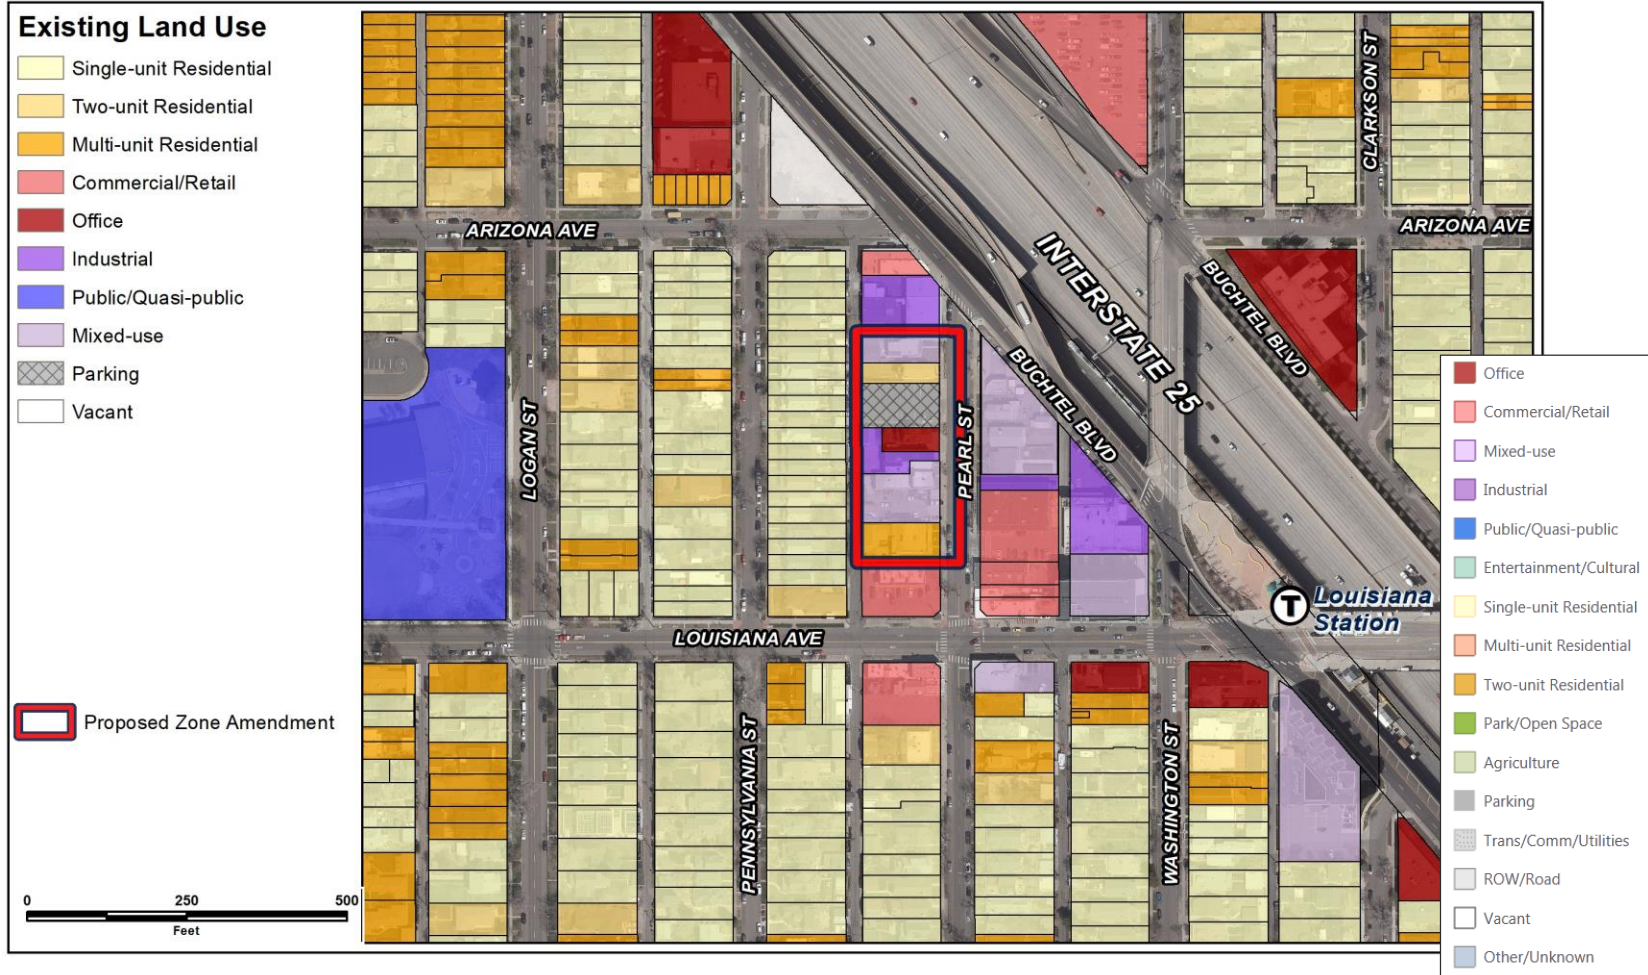 Existing Land Use
Single-unit Residential
Two-unit Residential
Multi-unit Residential
Commercial/Retail
Office
Industrial
Public/Quasi-public
Mixed-use
Parking
Vacant
Proposed Zone Amendment
0 250 500
Feet
CLARKSON ST
ARIZONA AVE
ARIZONA AVE
INTERSTATE 25
BUCHTEL BLVD
BUCHTEL BLVD
LOGAN ST
PEARL ST
Louisiana
Station
T
LOUISIANA AVE
PENNSYLVANIA ST
WASHINGTON ST
Office
Commercial/Retail
Mixed-use
Industrial
Public/Quasi-public
Entertainment/Cultural
Single-unit Residential
Multi-unit Residential
Two-unit Residential
Park/Open Space
Agriculture
Parking
Trans/Comm/Utilities
ROW/Road
Vacant
Other/Unknown